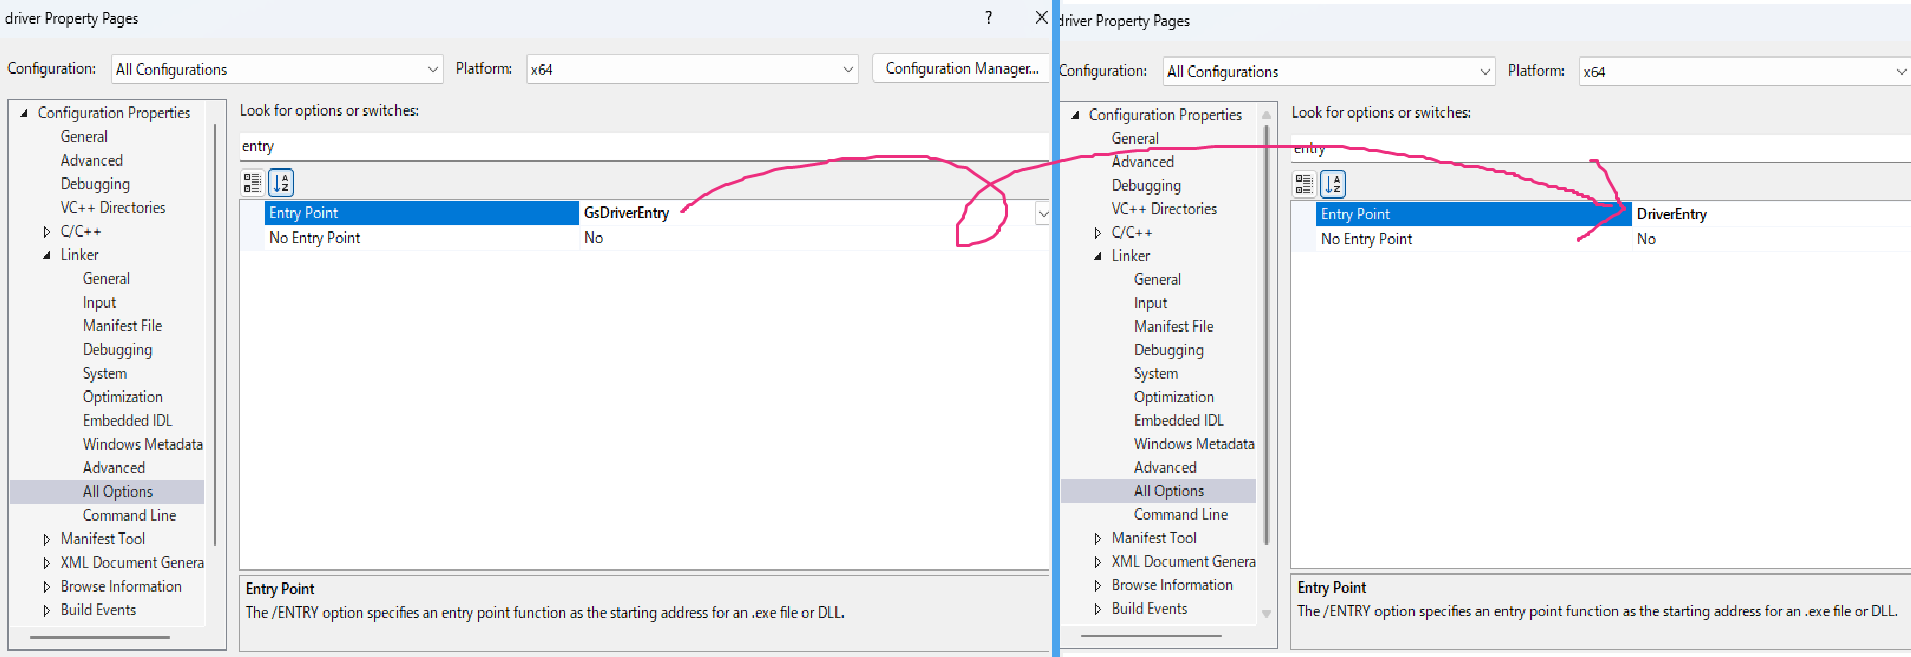 driver Property Pages
?
Configuration:
All Configurations
Platform:
x64
Configuration Manager...
Configuration Properties
General
Advanced
Debugging
VC++ Directories
C/C++
Linker
General
Input
Manifest File
Debugging
System
Optimization
Embedded IDL
Windows Metadata
Advanced
All Options
Command Line
Manifest Tool
XML Document Genera
Browse Information
Build Events
Look for options or switches:
entry
Entry Point GsDriverEntry
No Entry Point No
Entry Point
The /ENTRY option specifies an entry point function as the starting address for an .exe file or DLL.
driver Property Pages
Configuration:
All Configurations
Platform:
x64
Configuration Properties
General
Advanced
Debugging
VC++ Directories
C/C++
Linker
General
Input
Manifest File
Debugging
System
Optimization
Embedded IDL
Windows Metadata
Advanced
All Options
Command Line
Manifest Tool
XML Document Genera
Browse Information
Build Events
Look for options or switches:
entry
Entry Point DriverEntry
No Entry Point No
Entry Point
The /ENTRY option specifies an entry point function as the starting address for an .exe file or DLL.